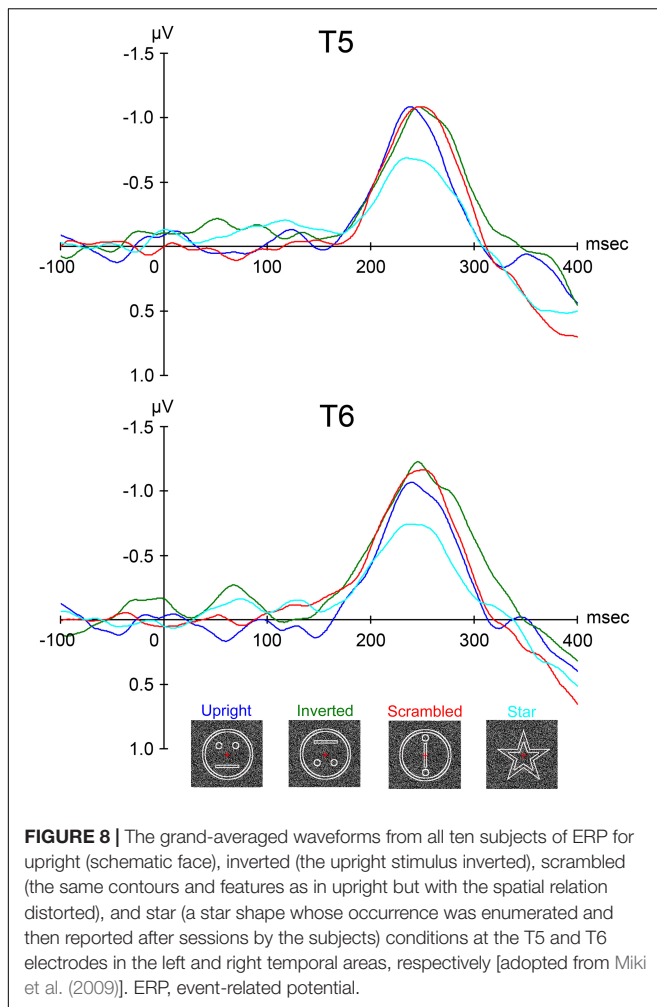 µV
T5
-1.5
-1.0
-0.5
msec
-100
0
100
200
300
400
0.5
1.0
µV
T6
-1.5
-1.0
-0.5
msec
-100
0
100
200
300
400
0.5
Upright Inverted Scrambled Star
1.0
FIGURE 8 | The grand-averaged waveforms from all ten subjects of ERP for
upright (schematic face), inverted (the upright stimulus inverted), scrambled
(the same contours and features as in upright but with the spatial relation
distorted), and star (a star shape whose occurrence was enumerated and
then reported after sessions by the subjects) conditions at the T5 and T6
electrodes in the left and right temporal areas, respectively [adopted from Miki
et al. (2009)]. ERP, event-related potential.